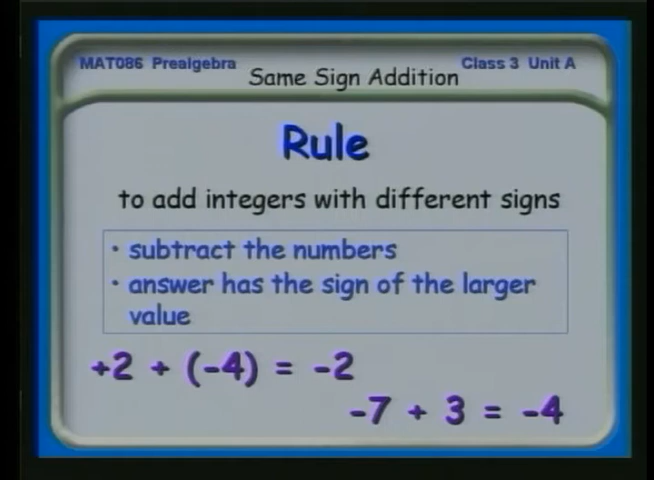 MAT086 Prealgebra
Same Sign Addition
Class 3 Unit A
Rule
to add integers with different signs
• subtract the numbers
• answer has the sign of the larger
value
+2 + (-4) = -2
-7 + 3 = -4